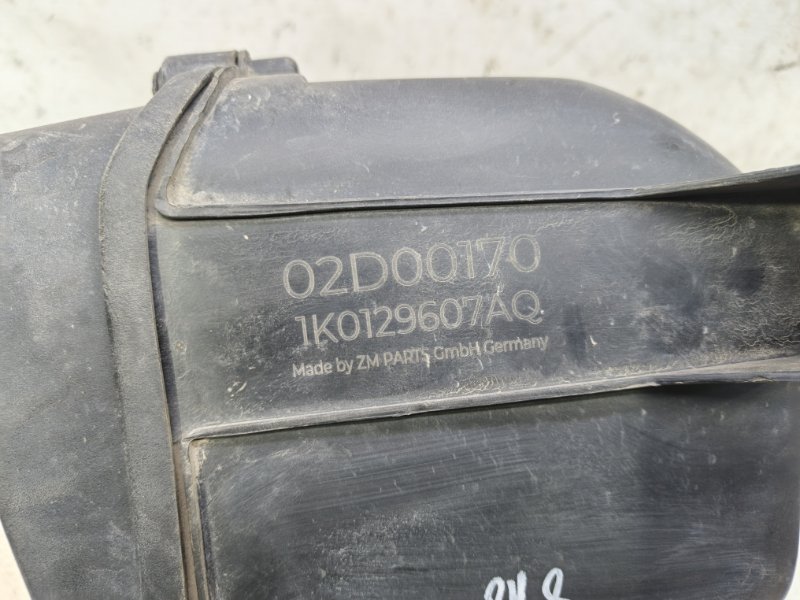 02D00170
1K0129607AQ
Made by ZM PARTS GmbH Germany